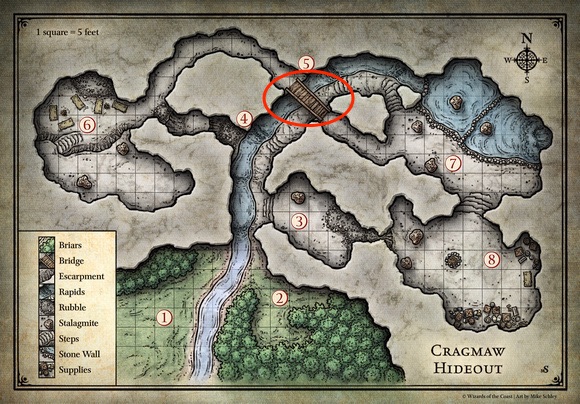 1 square = 5 feet
N
W
E
S
5
4
6
7
3
8
2
1
Briars
Bridge
Escarpment
Rapids
Rubble
Stalagmite
Steps
Stone Wall
Supplies
CRAGMAW
HIDEOUT
© Wizards of the Coast | Art by Mike Schley